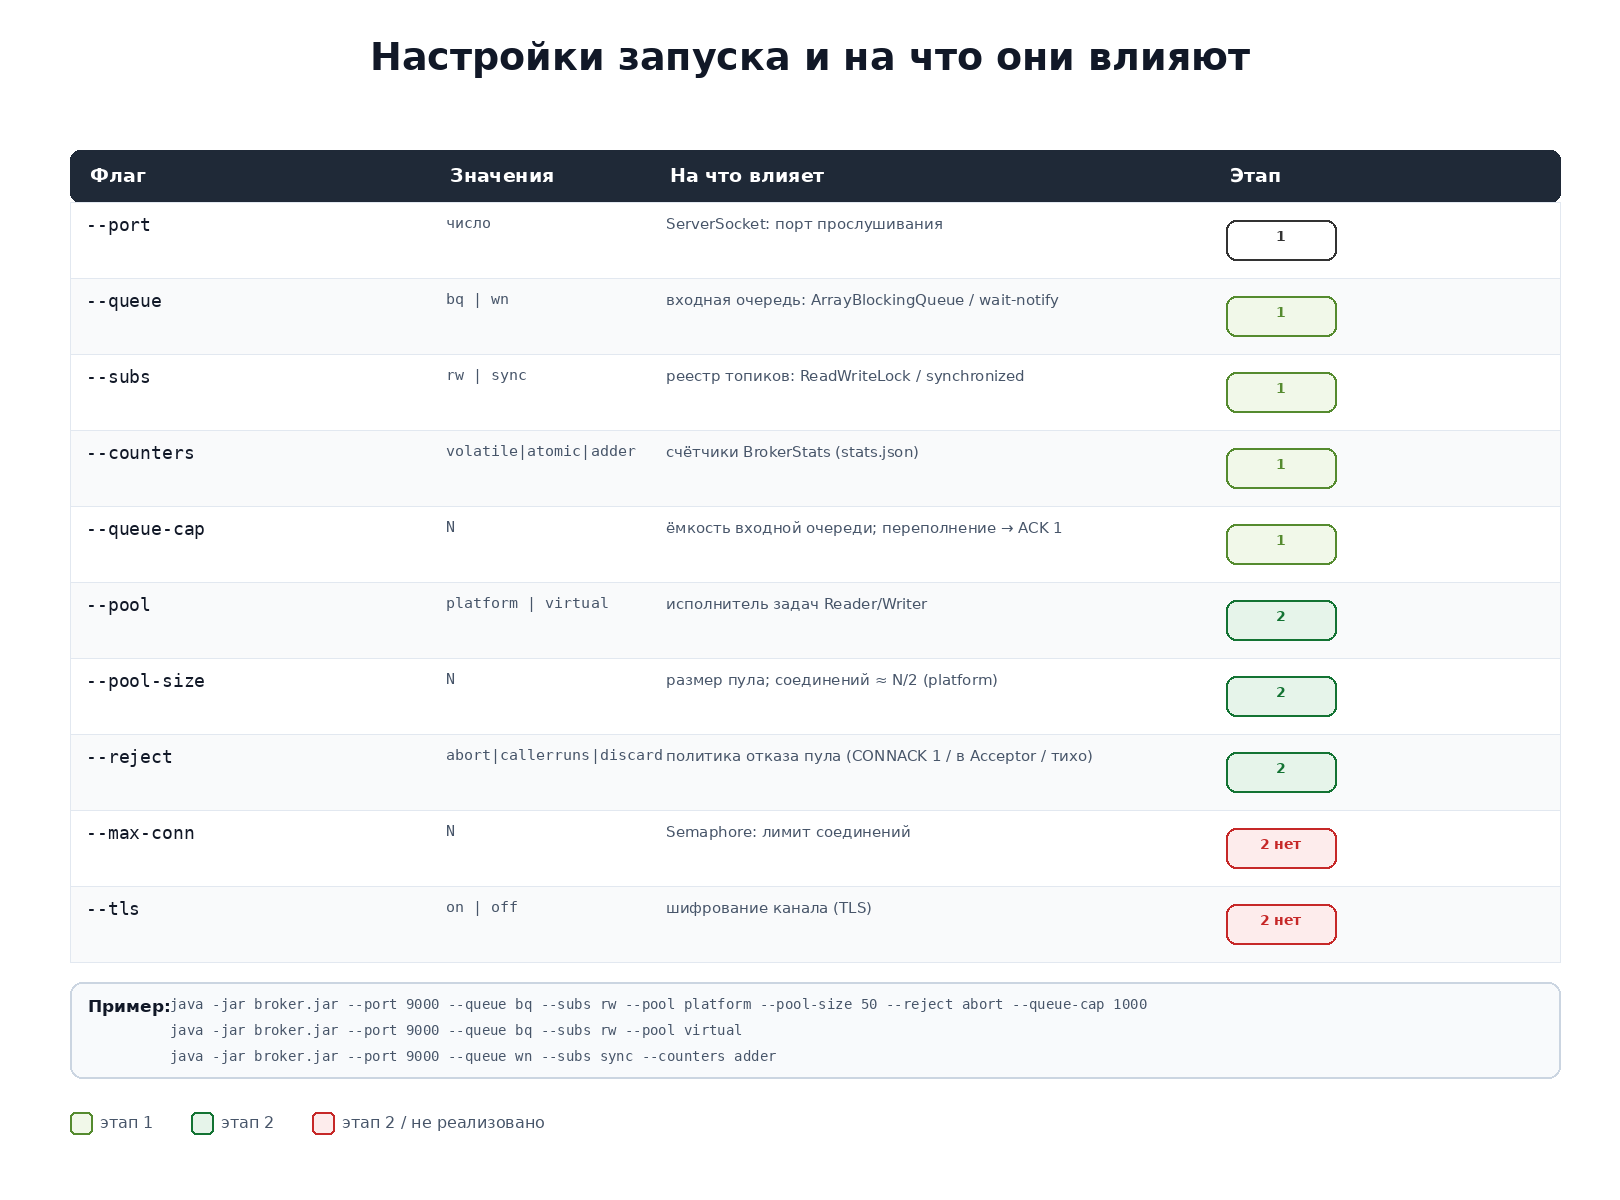 Настройки запуска и на что они влияют
Флаг Значения На что влияет Этап
--port число ServerSocket: порт прослушивания 1
--queue bq | wn входная очередь: ArrayBlockingQueue / wait-notify 1
--subs rw | sync реестр топиков: ReadWriteLock / synchronized 1
--counters volatile|atomic|adder счётчики BrokerStats (stats.json) 1
--queue-cap N ёмкость входной очереди; переполнение → ACK 1 1
--pool platform | virtual исполнитель задач Reader/Writer 2
--pool-size N размер пула; соединений ≈ N/2 (platform) 2
--reject abort|callerruns|discard политика отказа пула (CONNACK 1 / в Acceptor / тихо) 2
--max-conn N Semaphore: лимит соединений 2 нет
--tls on | off шифрование канала (TLS) 2 нет
Пример: java -jar broker.jar --port 9000 --queue bq --subs rw --pool platform --pool-size 50 --reject abort --queue-cap 1000
java -jar broker.jar --port 9000 --queue bq --subs rw --pool virtual
java -jar broker.jar --port 9000 --queue wn --subs sync --counters adder
этап 1 этап 2 этап 2 / не реализовано